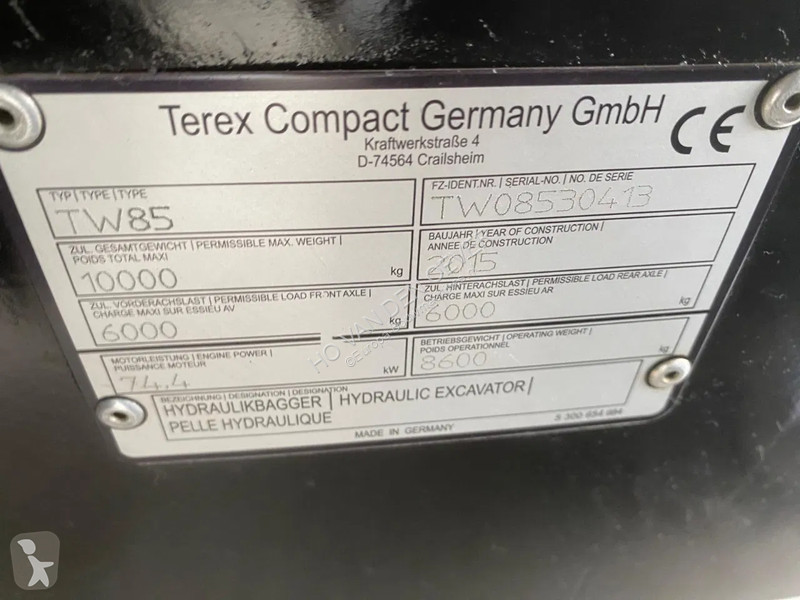 Terex Compact Germany GmbH
CE
Kraftwerkstraße 4
D-74564 Crailsheim
TYP | TYPE | TYPE
TW85
FZ-IDENT.NR. | SERIAL-NO. | NO. DE SERIE
TW08530413
ZUL. GESAMTGEWICHT | PERMISSIBLE MAX. WEIGHT |
POIDS TOTAL MAXI
10000 kg
BAUJAHR | YEAR OF CONSTRUCTION |
ANNEE DE CONSTRUCTION
2015
ZUL. VORDERACHSLAST | PERMISSIBLE LOAD FRONT AXLE |
CHARGE MAXI SUR ESSIEU AV
6000 kg
ZUL. HINTERACHSLAST | PERMISSIBLE LOAD REAR AXLE |
CHARGE MAXI SUR ESSIEU AR
6000 kg
MOTORLEISTUNG | ENGINE POWER |
PUISSANCE MOTEUR
74,4 kW
BETRIEBSGEWICHT | OPERATING WEIGHT |
POIDS OPERATIONNEL
8600 kg
BEZEICHNUNG | DESIGNATION | DESIGNATION
HYDRAULIKBAGGER | HYDRAULIC EXCAVATOR |
PELLE HYDRAULIQUE
MADE IN GERMANY